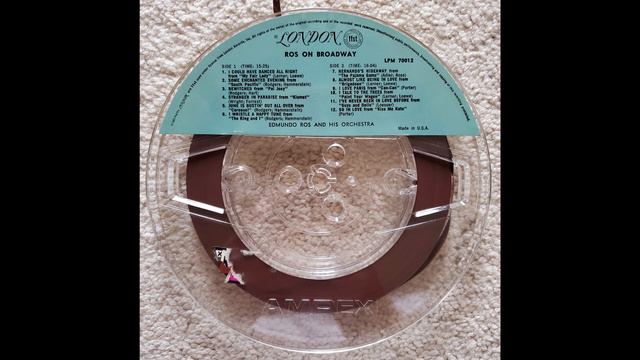 LONDON ffst
ROS ON BROADWAY
LPM 70012
SIDE 1 (TIME: 15:25)
1. I COULD HAVE DANCED ALL NIGHT
from "My Fair Lady" (Lerner; Loewe)
2. SOME ENCHANTED EVENING from
"South Pacific" (Rodgers; Hammerstein)
3. BEWITCHED from "Pal Joey"
(Rodgers; Hart)
4. STRANGER IN PARADISE from "Kismet"
(Wright; Forrest)
5. JUNE IS BUSTIN' OUT ALL OVER from
"Carousel" (Rodgers; Hammerstein)
6. I WHISTLE A HAPPY TUNE from
"The King and I" (Rodgers; Hammerstein)
SIDE 2 (TIME: 16:04)
7. HERNANDO'S HIDEAWAY from
"The Pajama Game" (Adler; Ross)
8. ALMOST LIKE BEING IN LOVE from
"Brigadoon" (Lerner; Loewe)
9. I LOVE PARIS from "Can-Can" (Porter)
10. I TALK TO THE TREES from
"Paint Your Wagon" (Lerner; Loewe)
11. I'VE NEVER BEEN IN LOVE BEFORE from
"Guys and Dolls" (Loesser)
12. SO IN LOVE from "Kiss Me Kate"
(Porter)
EDMUNDO ROS AND HIS ORCHESTRA
Made in U.S.A.
AMPEX